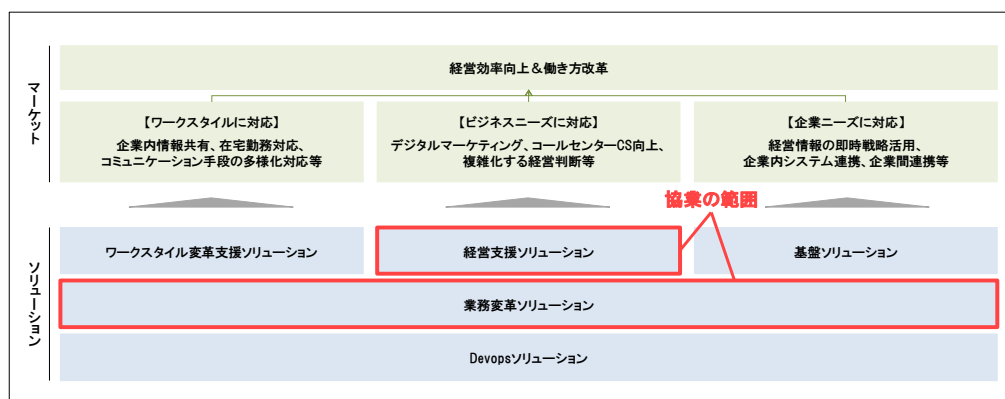 マーケット
経営効率向上＆働き方改革
【ワークスタイルに対応】
企業内情報共有、在宅勤務対応、
コミュニケーション手段の多様化対応等
【ビジネスニーズに対応】
デジタルマーケティング、コールセンターCS向上、
複雑化する経営判断等
【企業ニーズに対応】
経営情報の即時戦略活用、
企業内システム連携、企業間連携等
協業の範囲
ソリューション
ワークスタイル変革支援ソリューション
経営支援ソリューション
基盤ソリューション
業務変革ソリューション
Devopsソリューション